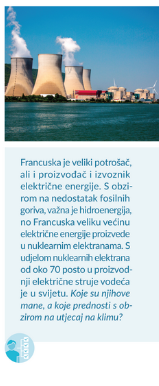 Francuska je veliki potrošač,
ali i proizvođač i izvoznik
električne energije. S obzi-
rom na nedostatak fosilnih
goriva, važna je hidroenergija,
no Francuska veliku većinu
električne energije proizvede
u nuklearnim elektranama. S
udjelom nuklearnih elektrana
od oko 70 posto u proizvod-
nji električne struje vodeća
je u svijetu. Koje su njihove
mane, a koje prednosti s ob-
zirom na utjecaj na klimu?